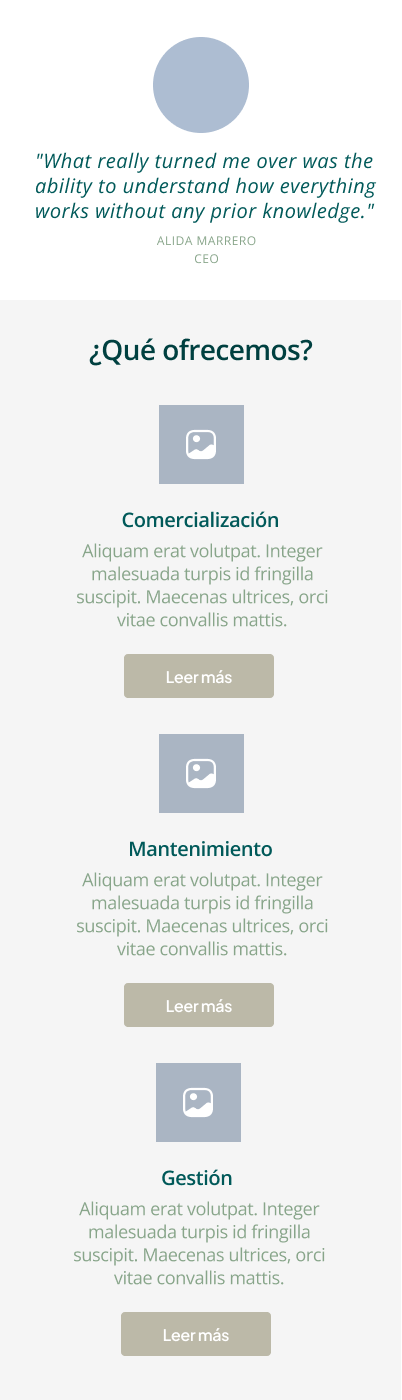 "What really turned me over was the
ability to understand how everything
works without any prior knowledge."
ALIDA MARRERO
CEO
¿Qué ofrecemos?
Comercialización
Aliquam erat volutpat. Integer
malesuada turpis id fringilla
suscipit. Maecenas ultrices, orci
vitae convallis mattis.
Leer más
Mantenimiento
Aliquam erat volutpat. Integer
malesuada turpis id fringilla
suscipit. Maecenas ultrices, orci
vitae convallis mattis.
Leer más
Gestión
Aliquam erat volutpat. Integer
malesuada turpis id fringilla
suscipit. Maecenas ultrices, orci
vitae convallis mattis.
Leer más